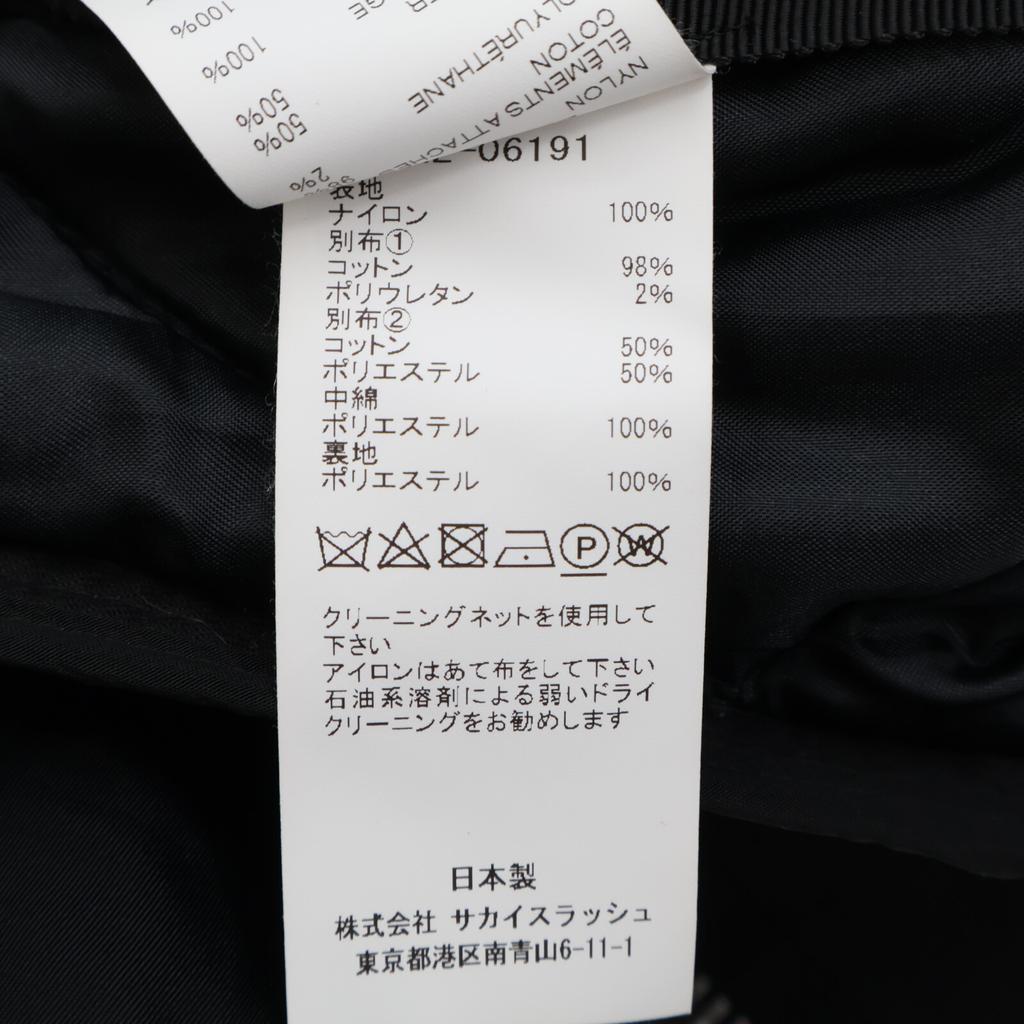 100%
100%
50%
50%
2%
POLYURÉTHANE
COTON
ÉLÉMENTS ATTACHÉ
NYLON
2-06191
表地
ナイロン 100%
別布①
コットン 98%
ポリウレタン 2%
別布②
コットン 50%
ポリエステル 50%
中綿
ポリエステル 100%
裏地
ポリエステル 100%
P W
クリーニングネットを使用して
下さい
アイロンはあて布をして下さい
石油系溶剤による弱いドライ
クリーニングをお勧めします
日本製
株式会社 サカイスラッシュ
東京都港区南青山6-11-1